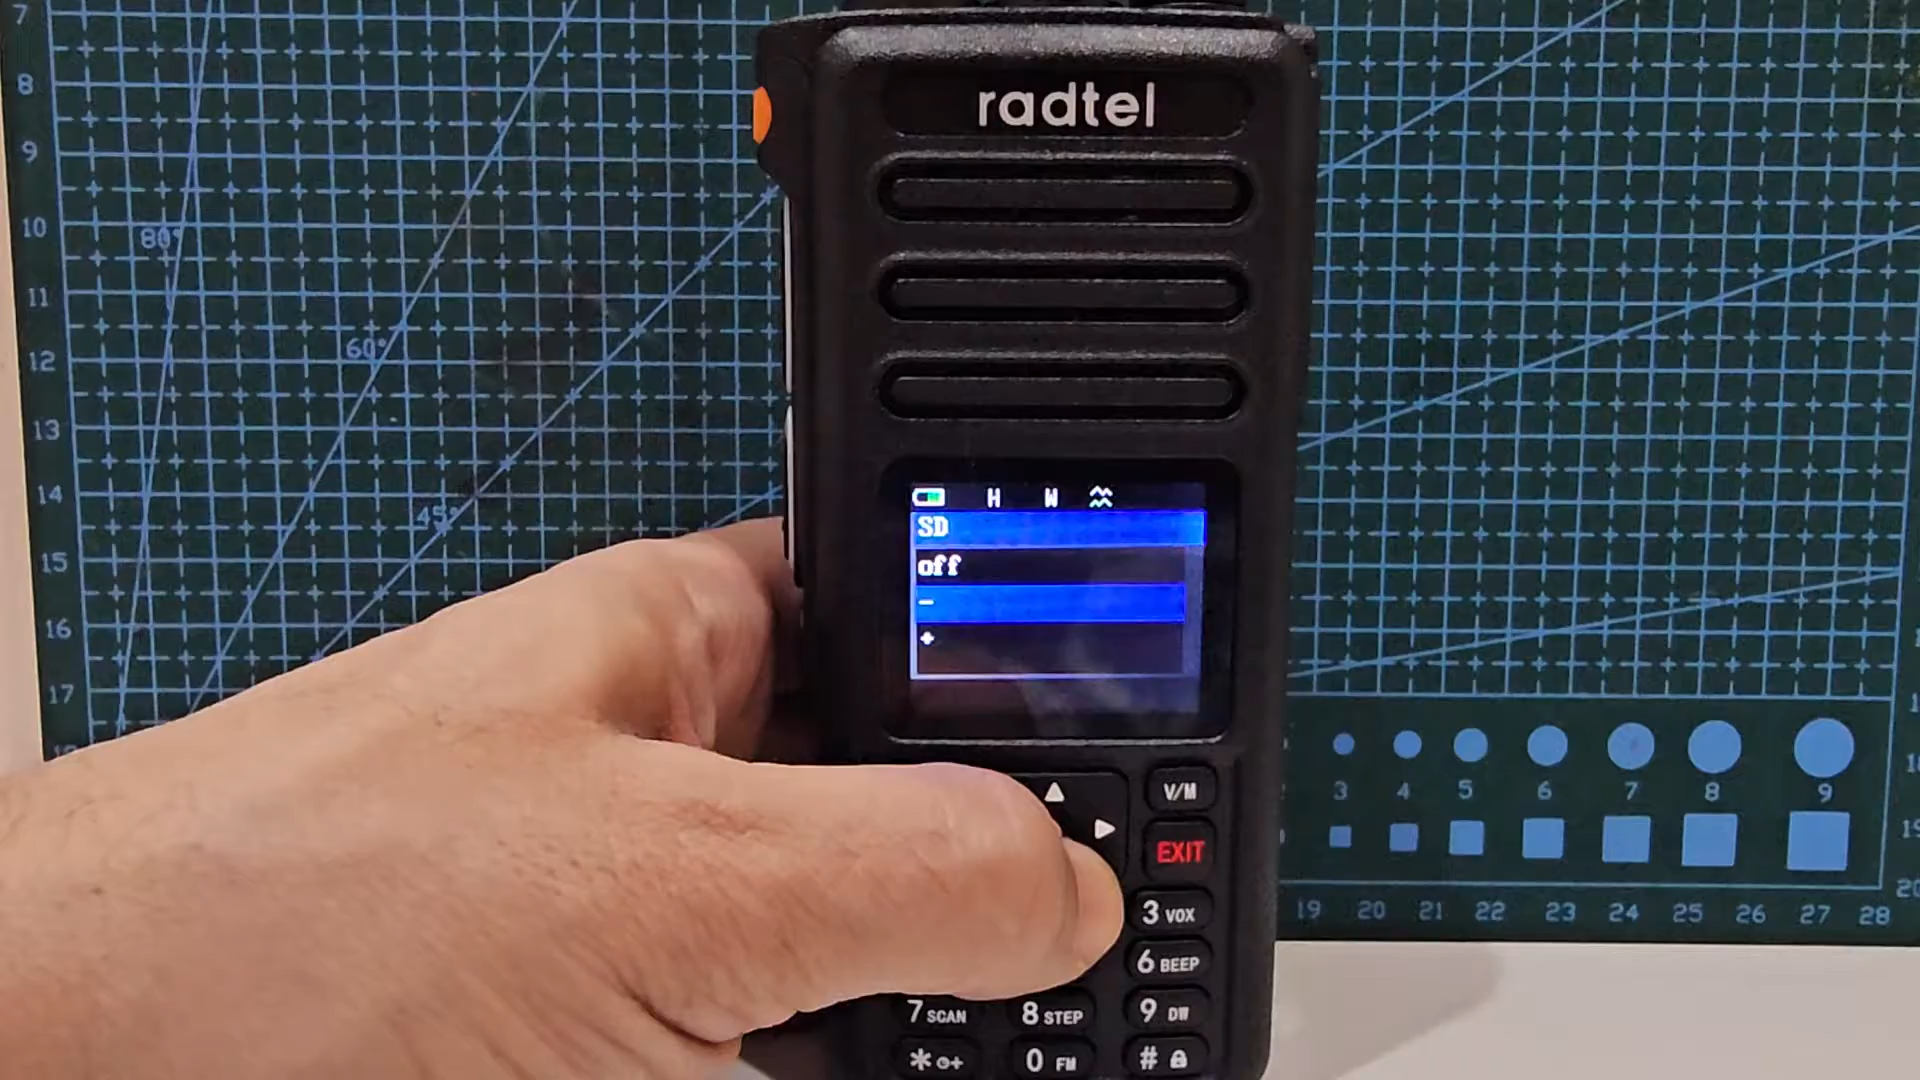 radtel
H W
SD
off
-
+
V/M
EXIT
3 VOX
6 BEEP
7 SCAN 8 STEP 9 DW
* 0 FM #
7
8
9
10
11
12
13
14
15
16
17
80°
60°
45°
3 4 5 6 7 8 9
19 20 21 22 23 24 25 26 27 28